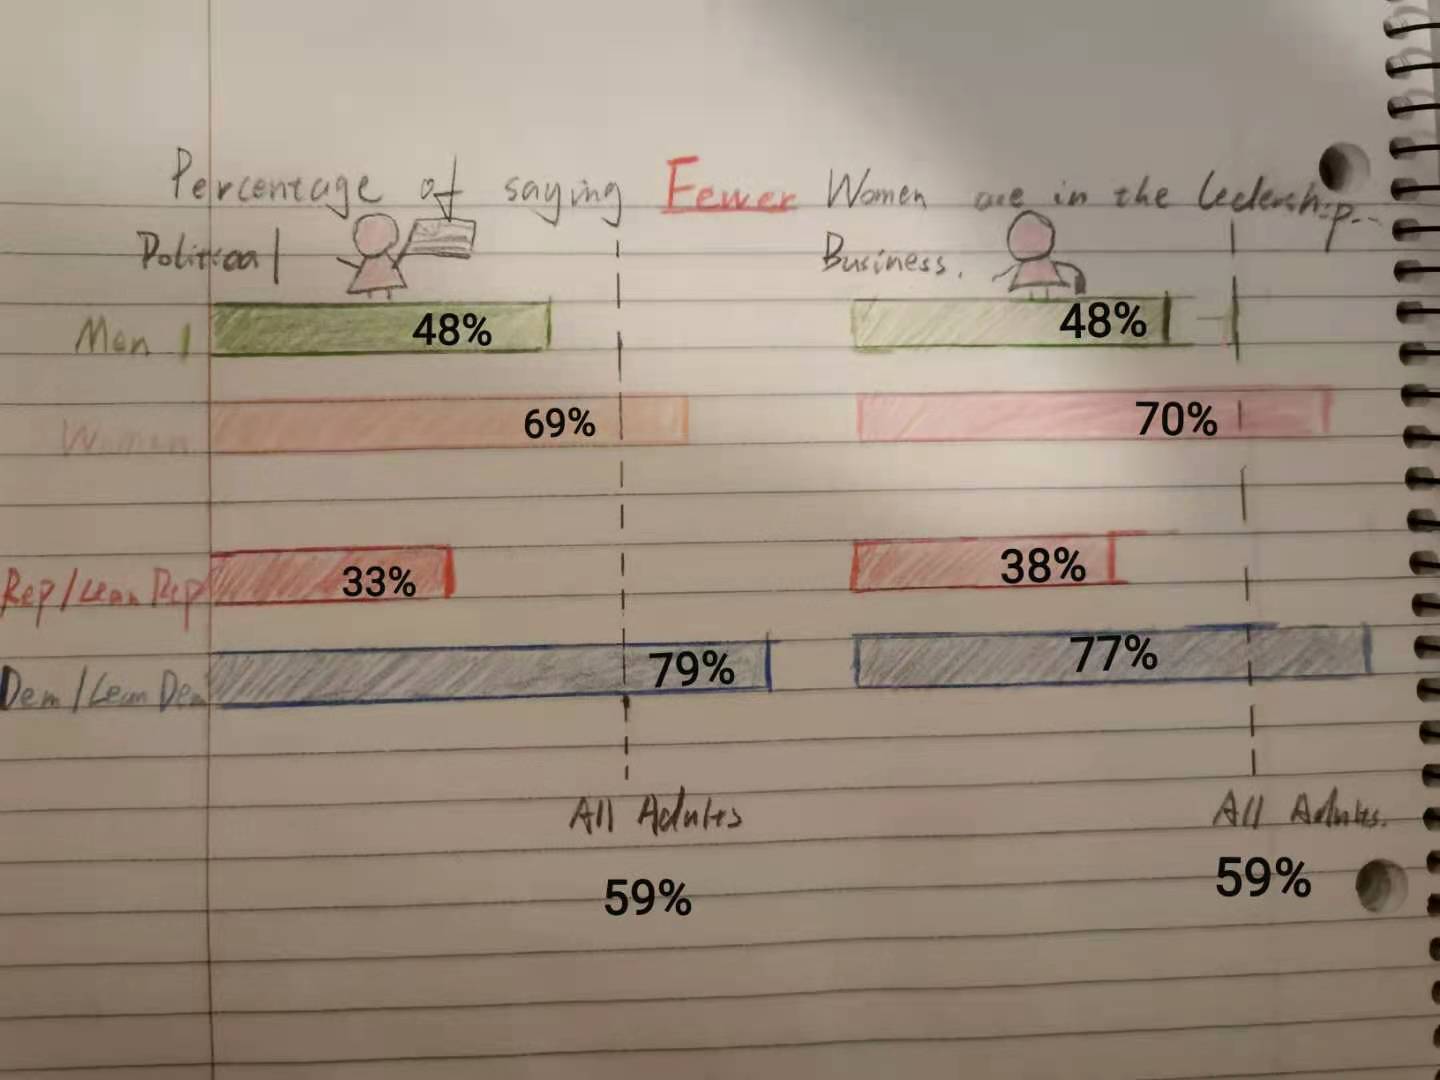 Percentage of saying Fewer Women are in the ledership...
Political Business.
Men 48% 48%
Women 69% 70%
Rep/Lean Rep 33% 38%
Dem/Lean Dem 79% 77%
All Adults All Adults.
59% 59%